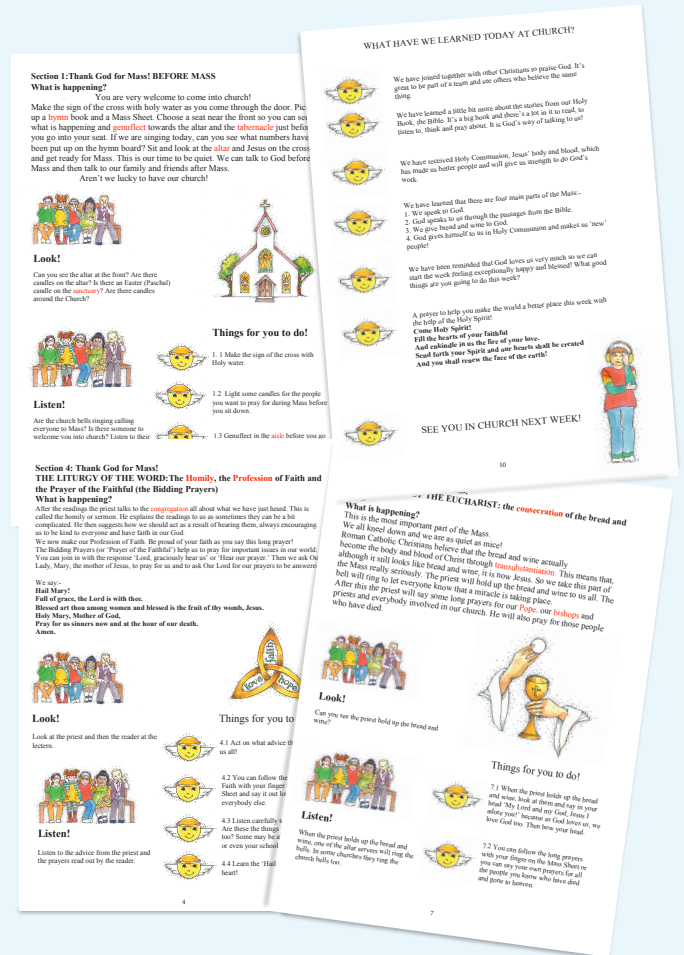 Section 1:Thank God for Mass! BEFORE MASS
What is happening?
You are very welcome to come into church!
Make the sign of the cross with holy water as you come through the door.
up a hymn book and a Mass Sheet. Choose a seat near the front so you can see
what is happening and genuflect towards the altar and the tabernacle just
you go into your seat. If we are singing today, can you see what numbers have
been put up on the hymn board? Sit and look at the altar and Jesus on the cross
and get ready for Mass. This is our time to be quiet. We can talk to God before
Mass and then talk to our family and friends after Mass.
Aren't we lucky to have our church!
Look!
Can you see the altar at the front? Are there
candles on the altar? Is there an Easter (Paschal)
candle on the sanctuary? Are there candles
around the Church?
Listen!
Are the church bells ringing calling
everyone to Mass? Is there someone to
welcome you into church? Listen to their
Things for you to do!
1. 1 Make the sign of the cross with
Holy water.
1.2 Light some candles for the people
you want to pray for during Mass before
you sit down.
1.3 Genuflect in the aisle before you go
WHAT HAVE WE LEARNED TODAY AT CHURCH?
We have joined together with other Christians to praise God. It's
great to be part of a team and see others who believe the same
thing.
We have learned a little bit more about the stories from our Holy
Book, the Bible. It's a big book and there's a lot in it to read, to
listen to, think and pray about. It is God's way of talking to us!
We have received Holy Communion, Jesus' body and blood, which
has made us better people and will give us strength to do God's
work.
We have learned that there are four main parts of the Mass:-
1. We speak to God.
2. God speaks to us through the passages from the Bible.
3. We give bread and wine to God.
4. God gives himself to us in Holy Communion and makes us 'new'
people!
We have been reminded that God loves us very much so we can
start the week feeling exceptionally happy and blessed! What good
things are you going to do this week?
A prayer to help you make the world a better place this week with
the help of the Holy Spirit!
Come Holy Spirit!
Fill the hearts of your faithful
And enkindle in us the fire of your love.
Send forth your Spirit and our hearts shall be created
And you shall renew the face of the earth!
SEE YOU IN CHURCH NEXT WEEK!
10
Section 4: Thank God for Mass!
THE LITURGY OF THE WORD:The Homily, the Profession of Faith and
the Prayer of the Faithful (the Bidding Prayers)
What is happening?
After the readings the priest talks to the congregation all about what we have just heard. This is
called the homily or sermon. He explains the readings to us as sometimes they can be a bit
complicated. He then suggests how we should act as a result of hearing them, always encouraging
us to be kind to everyone and have faith in our God.
We now make our Profession of Faith. Be proud of your faith as you say this long prayer!
The Bidding Prayers (or 'Prayer of the Faithful') help us to pray for important issues in our world.
You can join in with the response 'Lord, graciously hear us' or 'Hear our prayer.' Then we ask
Lady, Mary, the mother of Jesus, to pray for us and to ask Our Lord for our prayers to be answered
We say:-
Hail Mary!
Full of grace, the Lord is with thee.
Blessed art thou among women and blessed is the fruit of thy womb, Jesus.
Holy Mary, Mother of God,
Pray for us sinners now and at the hour of our death.
Amen.
love
faith
hope
Look!
Look at the priest and then the reader at the
lectern.
Listen!
Listen to the advice from the priest and
the prayers read out by the reader.
Things for you to
4.1 Act on what advice
us all!
4.2 You can follow the
Faith with your finger
Sheet and say it out
everybody else.
4.3 Listen carefully
Are these the things
too? Some may be a
or even your school
4.4 Learn the 'Hail
heart!
4
THE EUCHARIST: the consecration of the bread and
What is happening?
This is the most important part of the Mass.
We all kneel down and we are as quiet as mice!
Roman Catholic Christians believe that the bread and wine actually
become the body and blood of Christ through transubstantiation. This means that,
although it still looks like bread and wine, it is now Jesus. So we take this part of
the Mass really seriously. The priest will hold up the bread and wine to us all. The
bell will ring to let everyone know that a miracle is taking place.
After this the priest will say some long prayers for our Pope, our bishops and
priests and everybody involved in our church. He will also pray for those people
who have died.
Look!
Can you see the priest hold up the bread and
wine?
Listen!
When the priest holds up the bread and
wine, one of the altar servers will ring the
bells. In some churches they ring the
church bells too.
Things for you to do!
7.1 When the priest holds up the bread
and wine, look at them and say in your
head 'My Lord and my God, Jesus I
adore you!' because as God loves us, we
love God too. Then bow your head.
7.2 You can follow the long prayers
with your finger on the Mass Sheet or
you can say your own prayers for all
the people you know who have died
and gone to heaven.
7